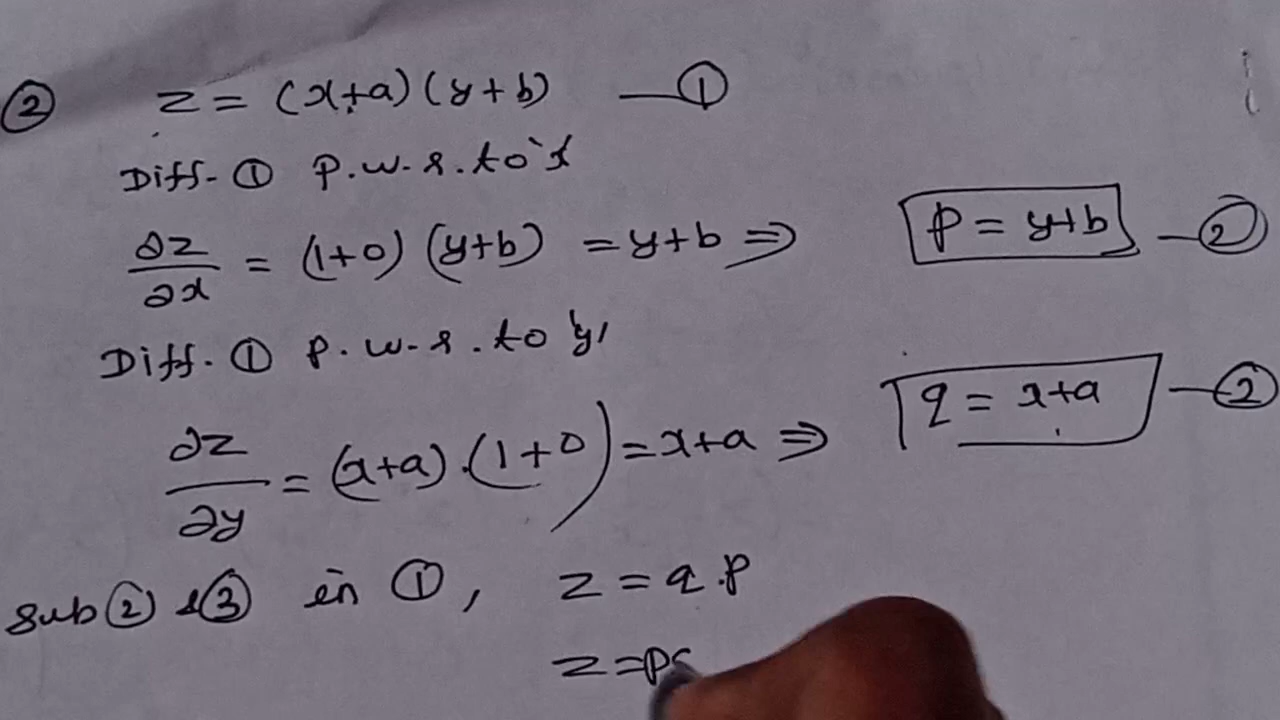 ② z = (x+a)(y+b) —①
Diff. ① p.w.r.to 'x
∂z/∂x = (1+0) (y+b) = y+b ⇒ p = y+b —②
Diff. ① p.w.r.to 'y'
∂z/∂y = (x+a).(1+0) = x+a ⇒ q = x+a —②
sub ② & ③ in ①, z = q.p
z = p